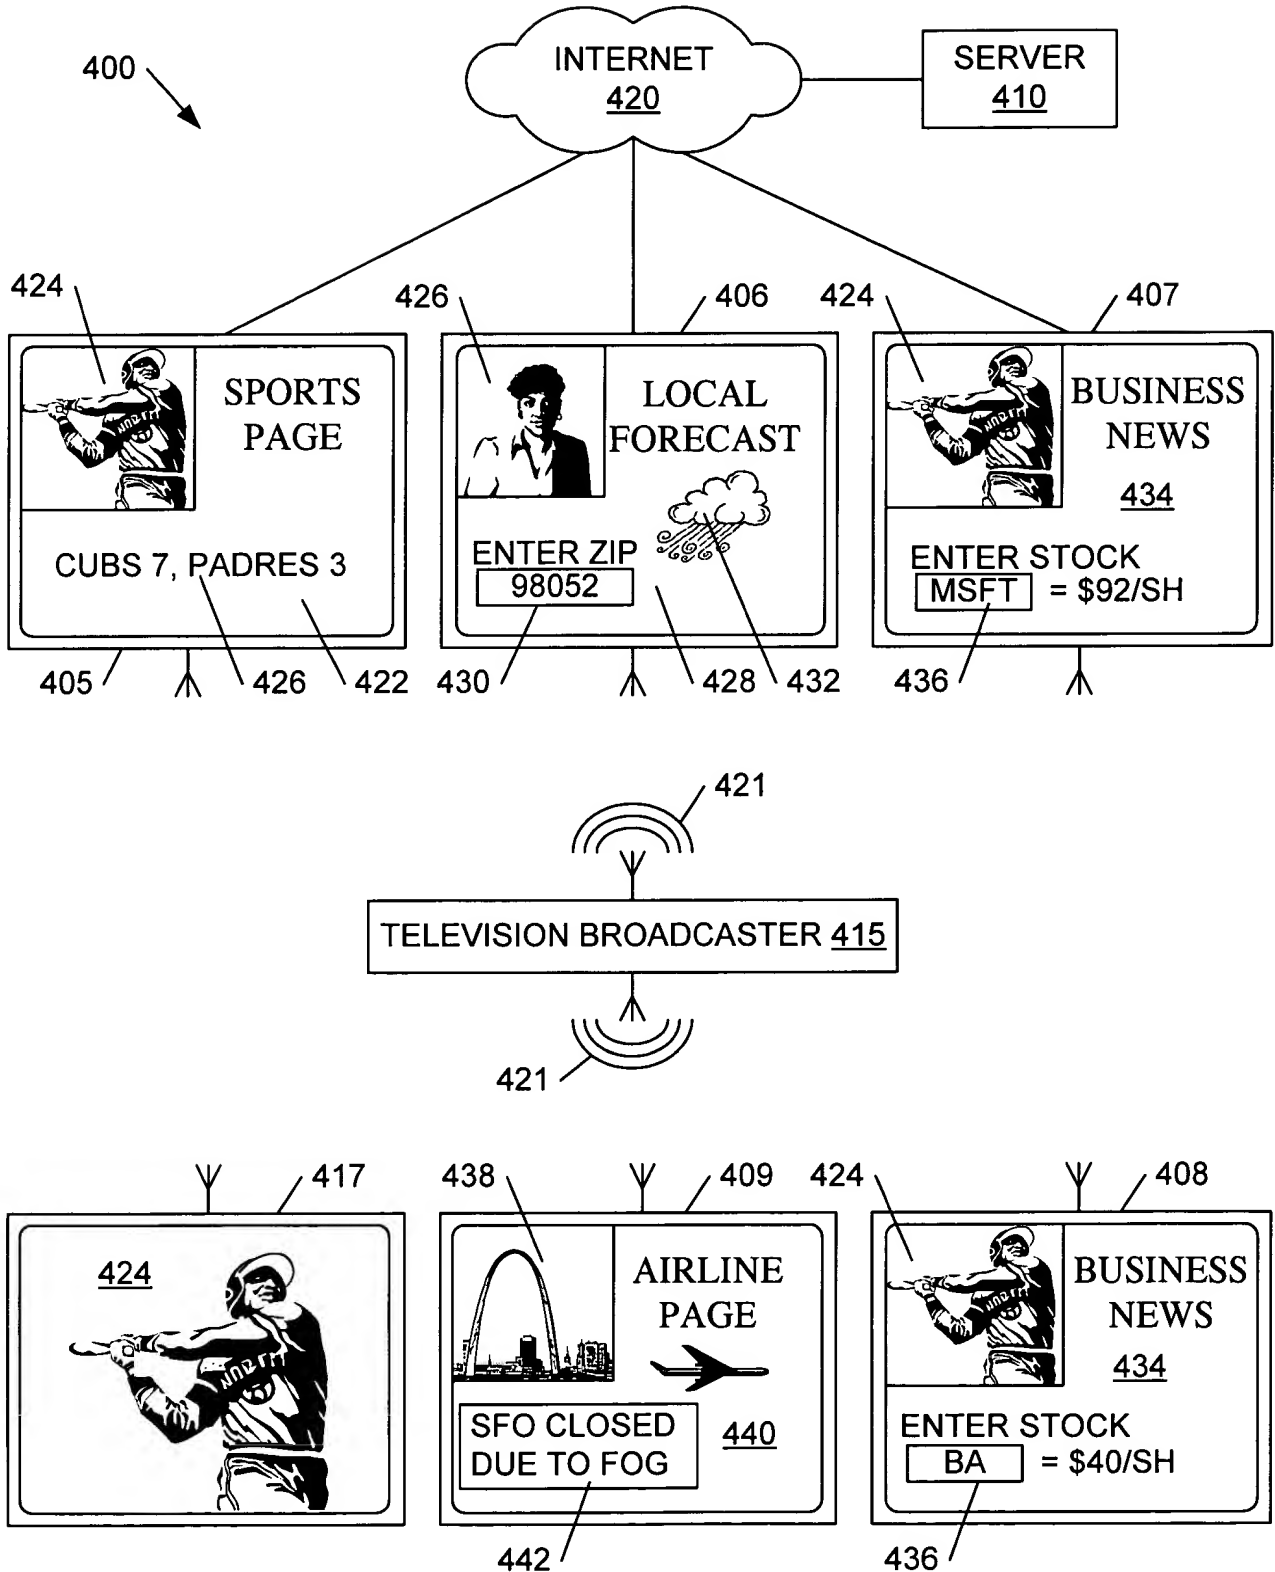 INTERNET
420
SERVER
410
400
424
426
406
424
407
SPORTS
PAGE
CUBS 7, PADRES 3
LOCAL
FORECAST
ENTER ZIP
98052
BUSINESS
NEWS
434
ENTER STOCK
MSFT = $92/SH
405
426
422
430
428
432
436
421
TELEVISION BROADCASTER 415
421
417
438
409
424
408
424
AIRLINE
PAGE
SFO CLOSED
DUE TO FOG
440
BUSINESS
NEWS
434
ENTER STOCK
BA = $40/SH
442
436